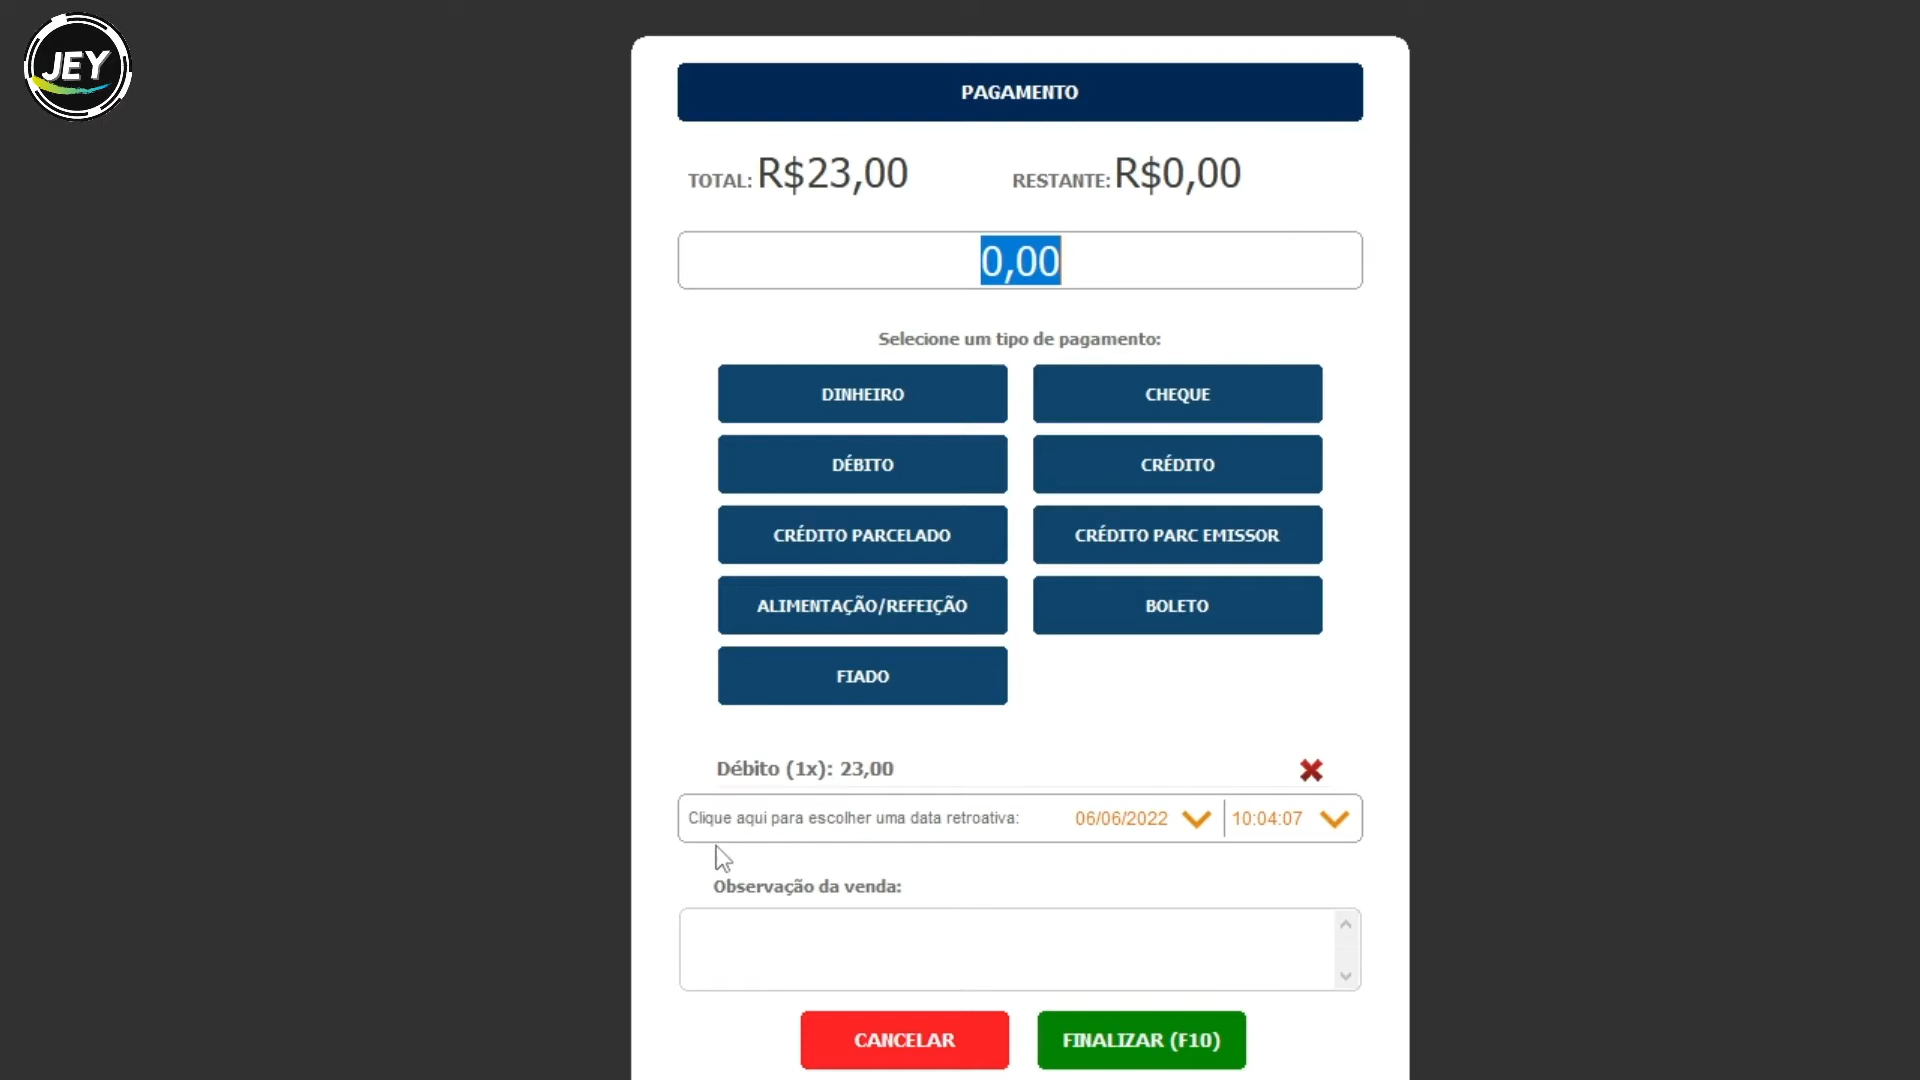 JEY
PAGAMENTO
TOTAL: R$23,00 RESTANTE: R$0,00
0,00
Selecione um tipo de pagamento:
DINHEIRO CHEQUE
DÉBITO CRÉDITO
CRÉDITO PARCELADO CRÉDITO PARC EMISSOR
ALIMENTAÇÃO/REFEIÇÃO BOLETO
FIADO
Débito (1x): 23,00
Clique aqui para escolher uma data retroativa: 06/06/2022 10:04:07
Observação da venda:
CANCELAR FINALIZAR (F10)